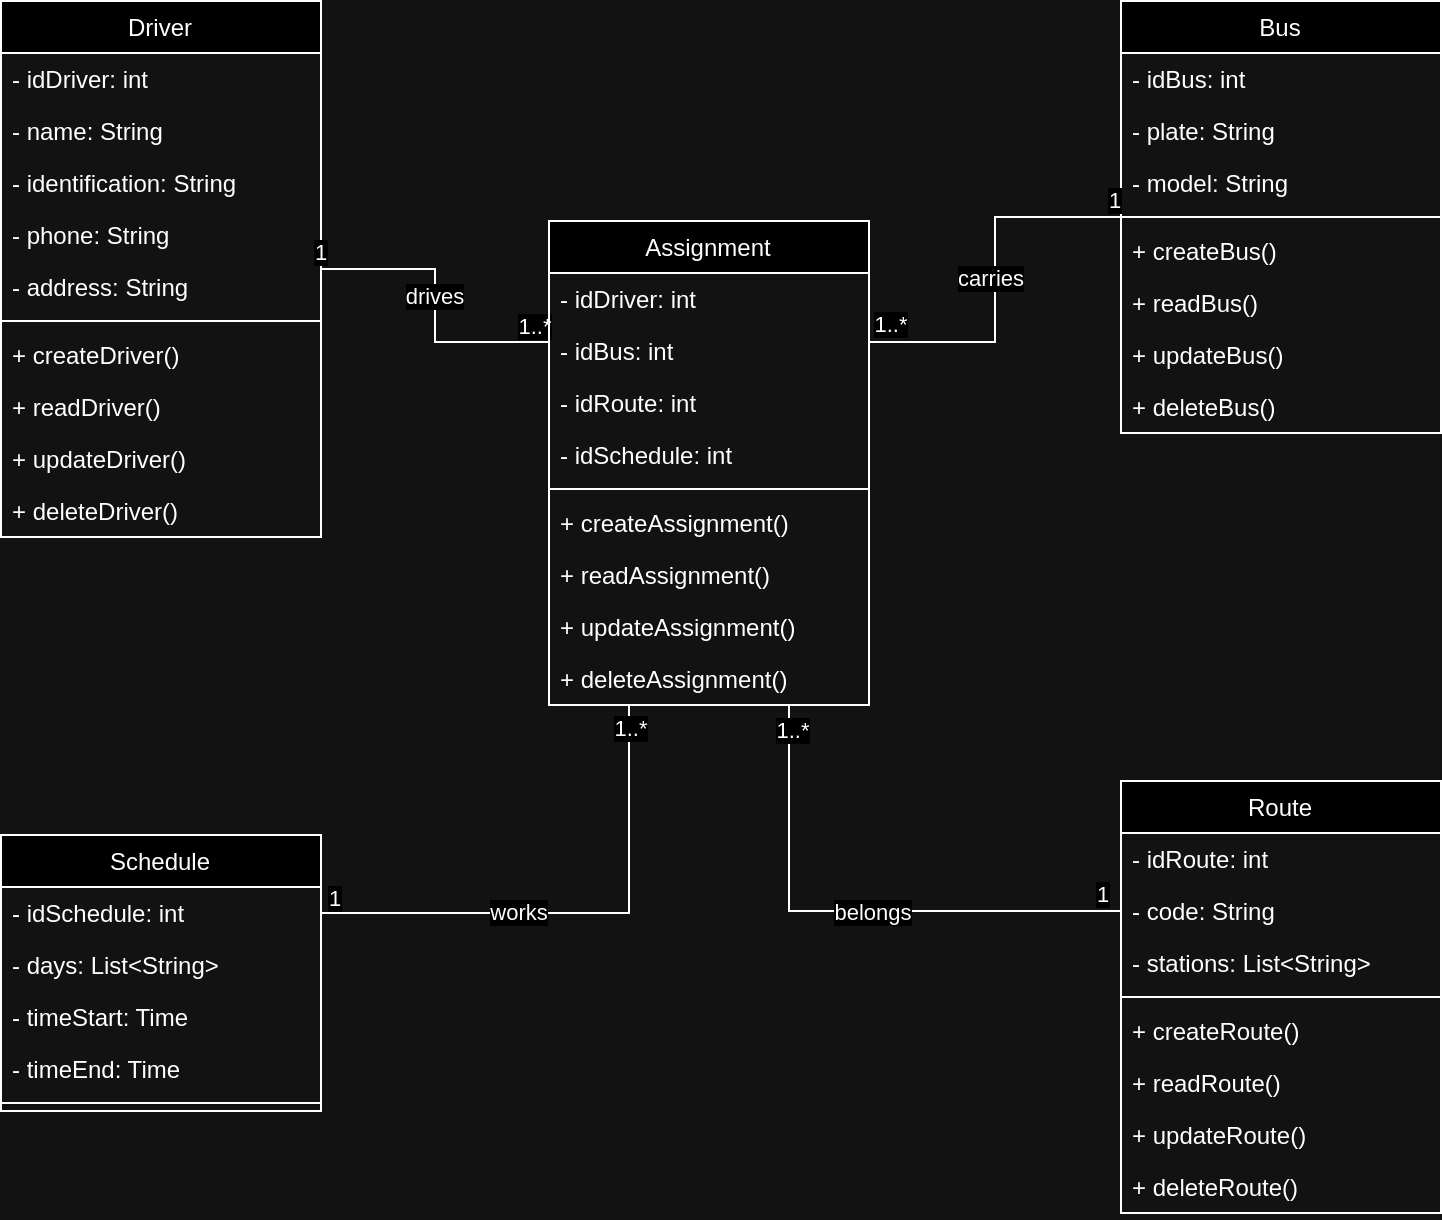 Driver
- idDriver: int
- name: String
- identification: String
- phone: String
- address: String
+ createDriver()
+ readDriver()
+ updateDriver()
+ deleteDriver()
1
drives
1..*
Assignment
- idDriver: int
- idBus: int
- idRoute: int
- idSchedule: int
+ createAssignment()
+ readAssignment()
+ updateAssignment()
+ deleteAssignment()
1..*
carries
1
Bus
- idBus: int
- plate: String
- model: String
+ createBus()
+ readBus()
+ updateBus()
+ deleteBus()
1..*
works
1
Schedule
- idSchedule: int
- days: List<String>
- timeStart: Time
- timeEnd: Time
1..*
belongs
1
Route
- idRoute: int
- code: String
- stations: List<String>
+ createRoute()
+ readRoute()
+ updateRoute()
+ deleteRoute()